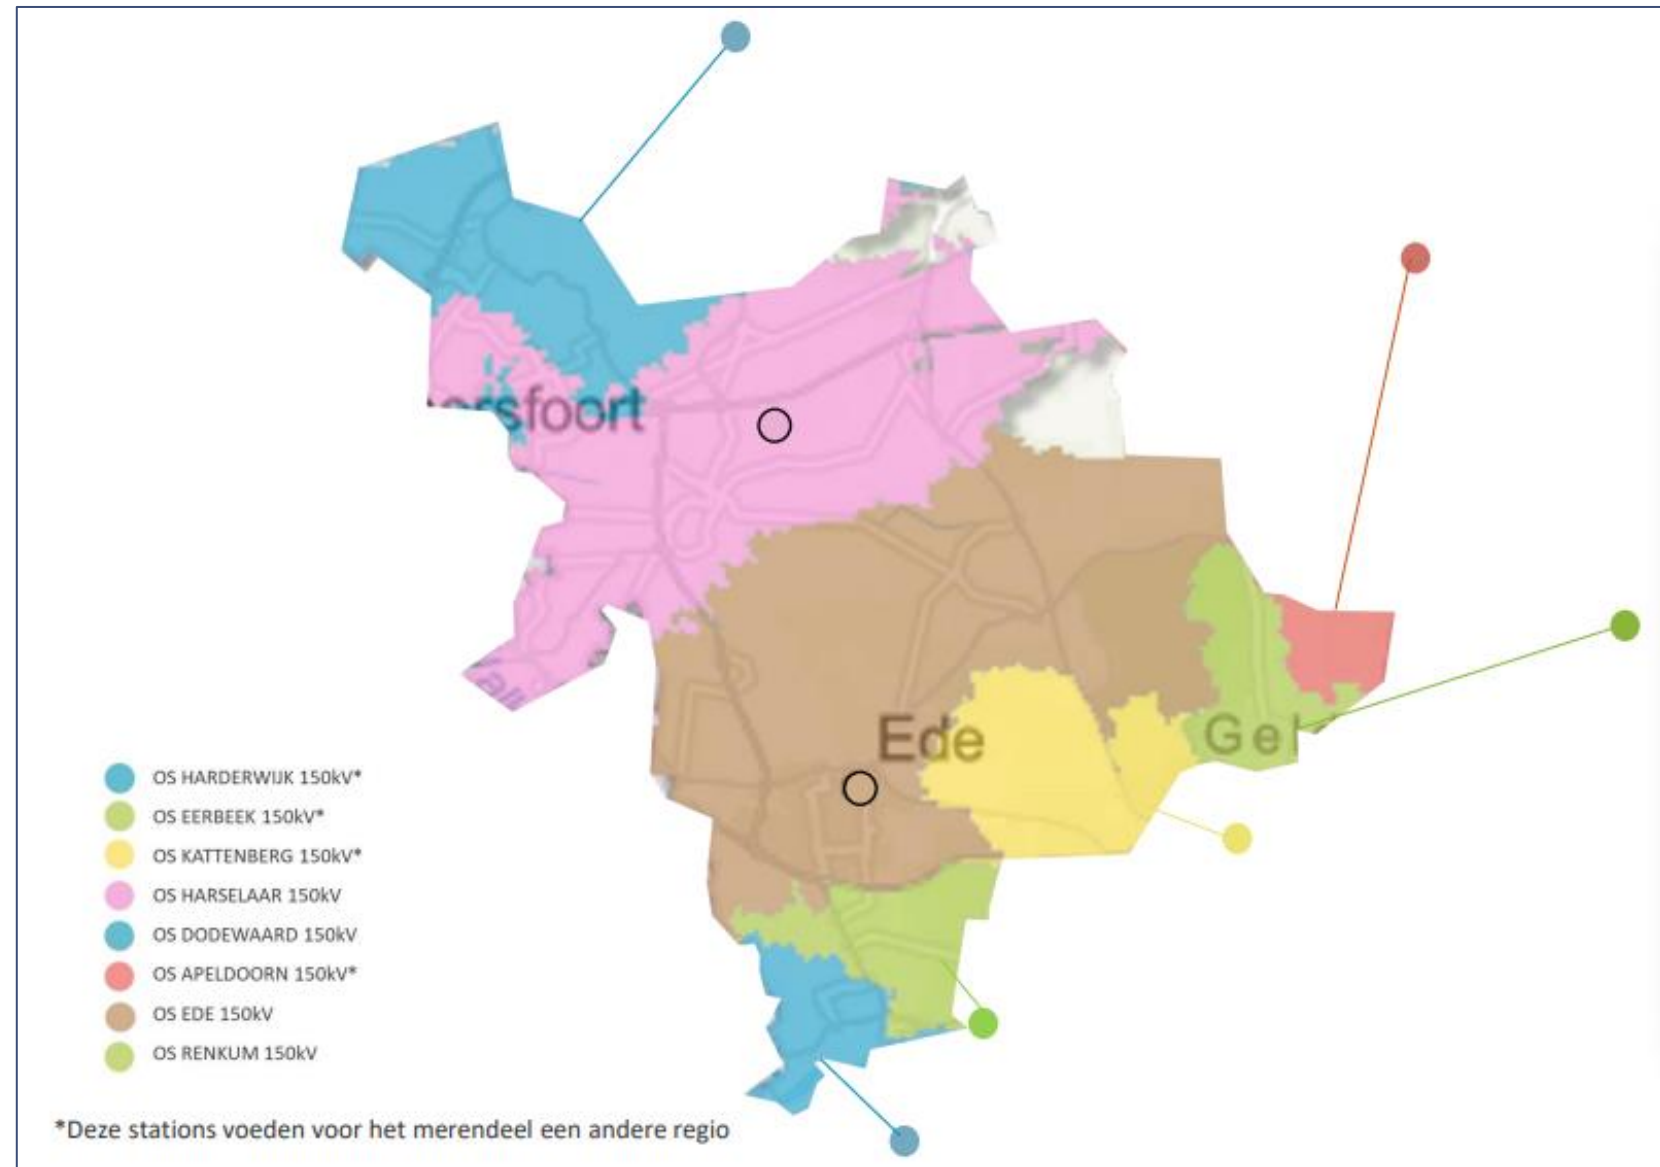 ersfoort
Ede
Gel
OS HARDERWIJK 150kV*
OS EERBEEK 150kV*
OS KATTENBERG 150kV*
OS HARSELAAR 150kV
OS DODEWAARD 150kV
OS APELDOORN 150kV*
OS EDE 150kV
OS RENKUM 150kV
*Deze stations voeden voor het merendeel een andere regio